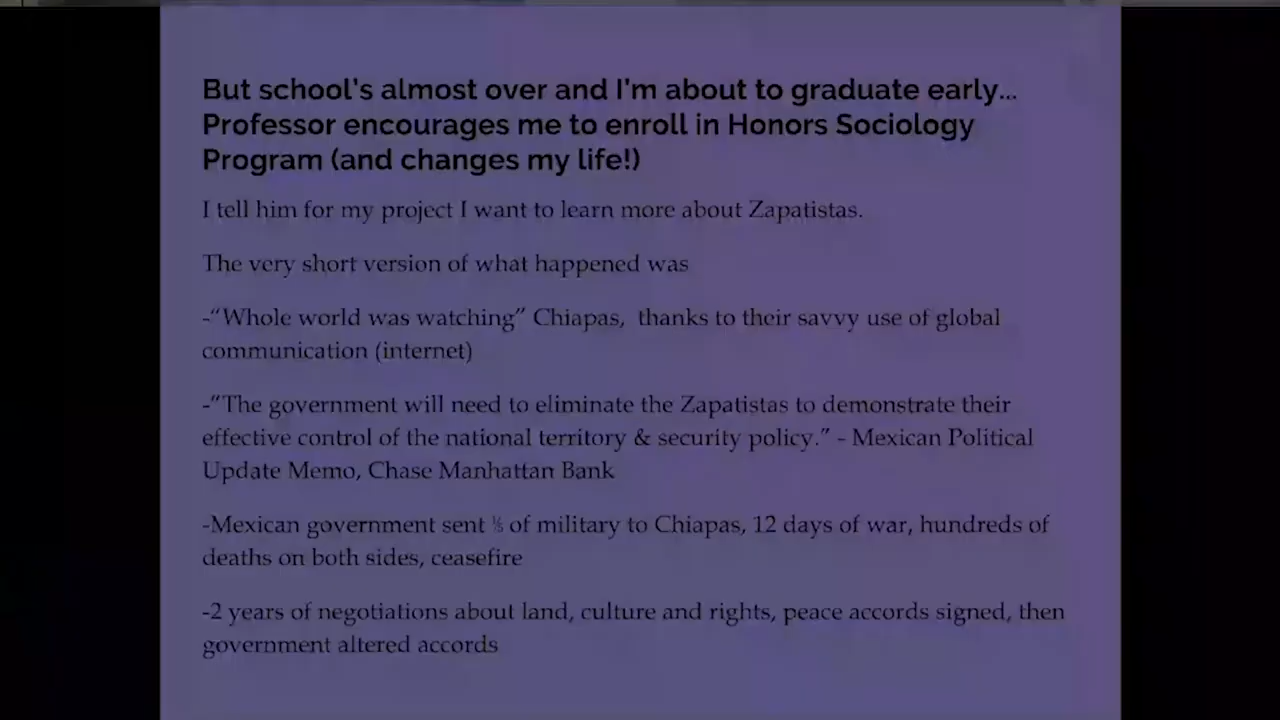 But school's almost over and I'm about to graduate early...
Professor encourages me to enroll in Honors Sociology
Program (and changes my life!)
I tell him for my project I want to learn more about Zapatistas.
The very short version of what happened was
-“Whole world was watching” Chiapas,  thanks to their savvy use of global
communication (internet)
-“The government will need to eliminate the Zapatistas to demonstrate their
effective control of the national territory & security policy.” - Mexican Political
Update Memo, Chase Manhattan Bank
-Mexican government sent of military to Chiapas, 12 days of war, hundreds of
deaths on both sides, ceasefire
-2 years of negotiations about land, culture and rights, peace accords signed, then
government altered accords